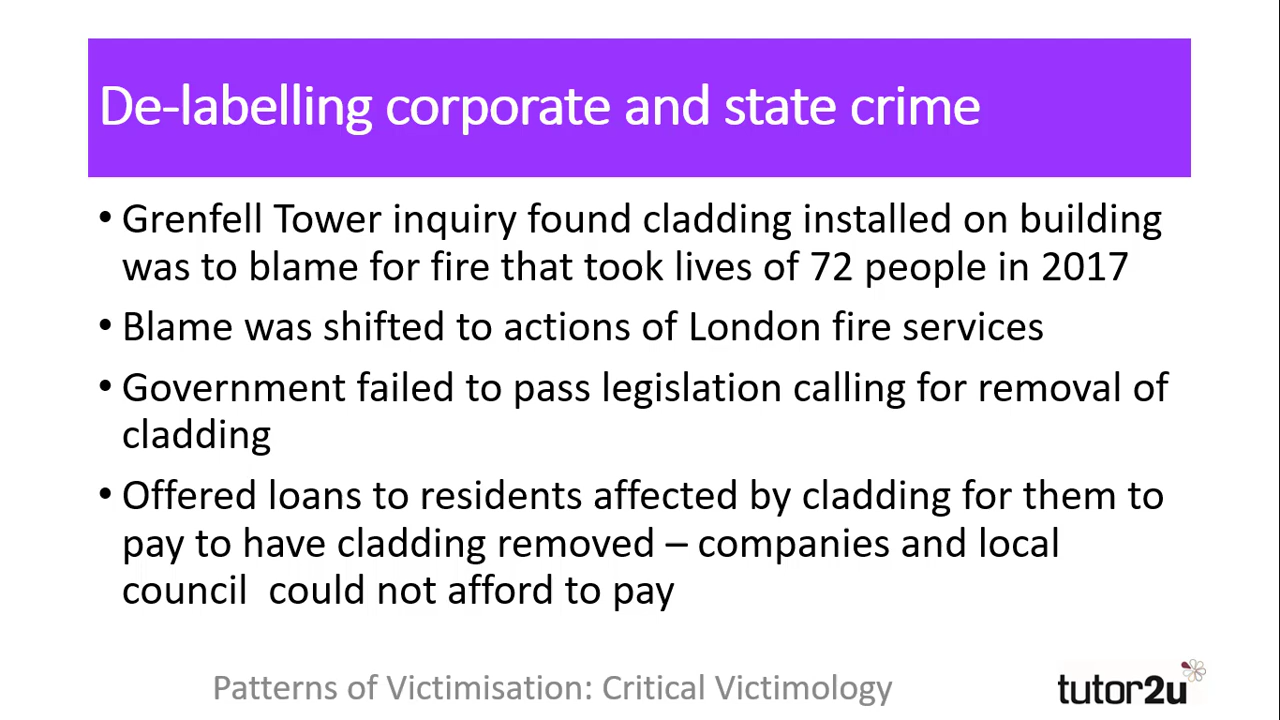 De-labelling corporate and state crime
• Grenfell Tower inquiry found cladding installed on building
was to blame for fire that took lives of 72 people in 2017
• Blame was shifted to actions of London fire services
• Government failed to pass legislation calling for removal of
cladding
• Offered loans to residents affected by cladding for them to
pay to have cladding removed – companies and local
council  could not afford to pay
Patterns of Victimisation: Critical Victimology
tutor2u